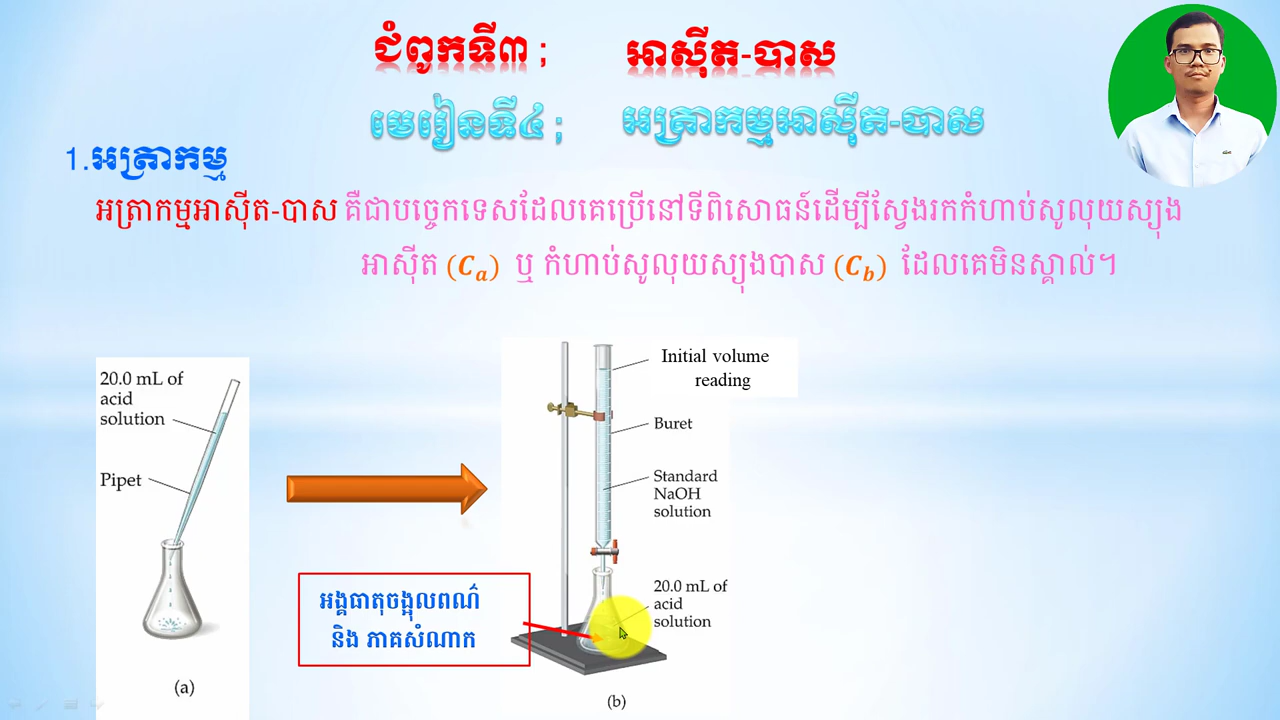 ជំពូកទី៣ ; អាស៊ីត-បាស
មេរៀនទី៤ ; អត្រាកម្មអាស៊ីត-បាស
1.អត្រាកម្ម
អត្រាកម្មអាស៊ីត-បាស គឺជាបច្ចេកទេសដែលគេប្រើនៅទីពិសោធន៍ដើម្បីស្វែងរកកំហាប់សូលុយស្យុង
អាស៊ីត (Cₐ) ឬ កំហាប់សូលុយស្យុងបាស (C_b) ដែលគេមិនស្គាល់។
20.0 mL of
acid
solution
Pipet
(a)
អង្គធាតុចង្អុលពណ៌
និង ភាគសំណាក
Initial volume
reading
Buret
Standard
NaOH
solution
20.0 mL of
acid
solution
(b)